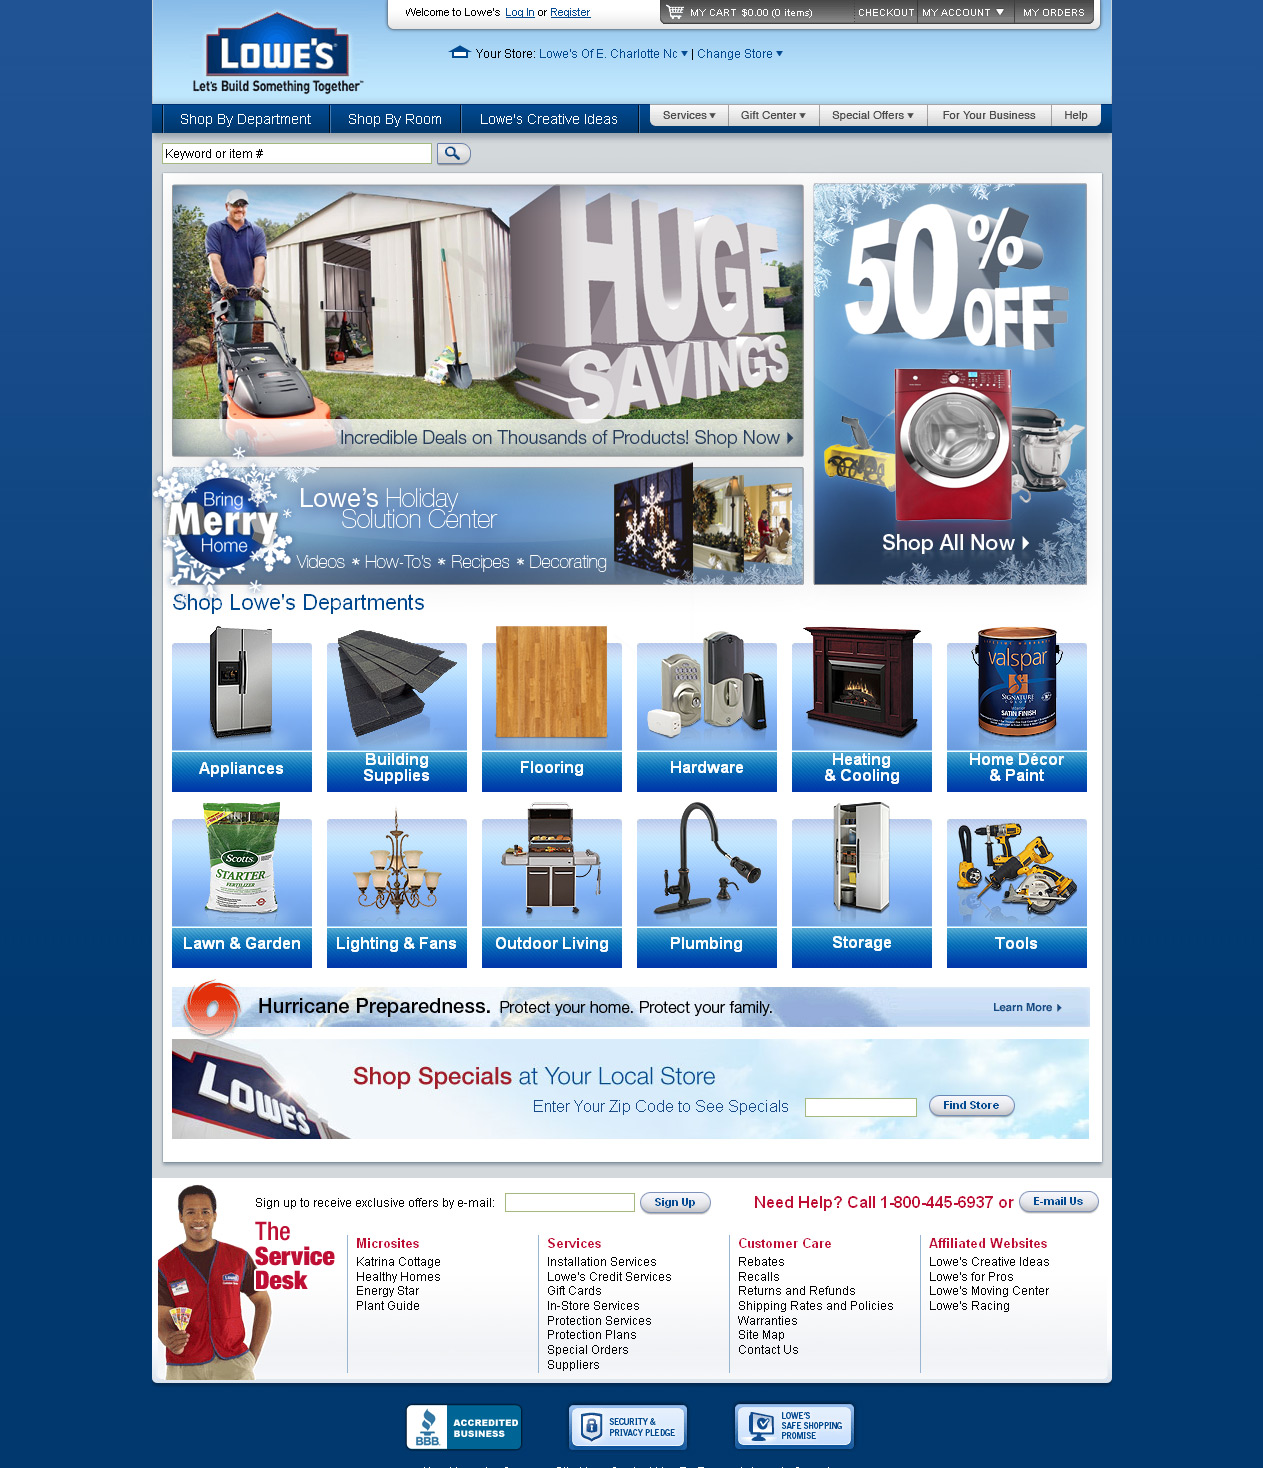 Welcome to Lowe's Log In or Register
MY CART $0.00 (0 items)
CHECKOUT
MY ACCOUNT
MY ORDERS
LOWE'S
Let's Build Something Together™
Your Store: Lowe's Of E. Charlotte Nc | Change Store
Shop By Department
Shop By Room
Lowe's Creative Ideas
Services
Gift Center
Special Offers
For Your Business
Help
Keyword or item #
HUGE
SAVINGS
Incredible Deals on Thousands of Products! Shop Now
50% OFF
Shop All Now
Bring
Merry
Home
Lowe's Holiday
Solution Center
Videos * How-To's * Recipes * Decorating
Shop Lowe's Departments
valspar
SIGNATURE
COLORS
SATIN FINISH
Appliances
Building
Supplies
Flooring
Hardware
Heating
& Cooling
Home Décor
& Paint
Scotts
STARTER
FERTILIZER
Lawn & Garden
Lighting & Fans
Outdoor Living
Plumbing
Storage
Tools
Hurricane Preparedness. Protect your home. Protect your family.
Learn More
LOWE'S
Shop Specials at Your Local Store
Enter Your Zip Code to See Specials
Find Store
Sign up to receive exclusive offers by e-mail:
Sign Up
Need Help? Call 1-800-445-6937 or
E-mail Us
The
Service
Desk
Microsites
Katrina Cottage
Healthy Homes
Energy Star
Plant Guide
Services
Installation Services
Lowe's Credit Services
Gift Cards
In-Store Services
Protection Services
Protection Plans
Special Orders
Suppliers
Customer Care
Rebates
Recalls
Returns and Refunds
Shipping Rates and Policies
Warranties
Site Map
Contact Us
Affiliated Websites
Lowe's Creative Ideas
Lowe's for Pros
Lowe's Moving Center
Lowe's Racing
BBB.
ACCREDITED
BUSINESS
SECURITY &
PRIVACY PLEDGE
LOWE'S
SAFE SHOPPING
PROMISE